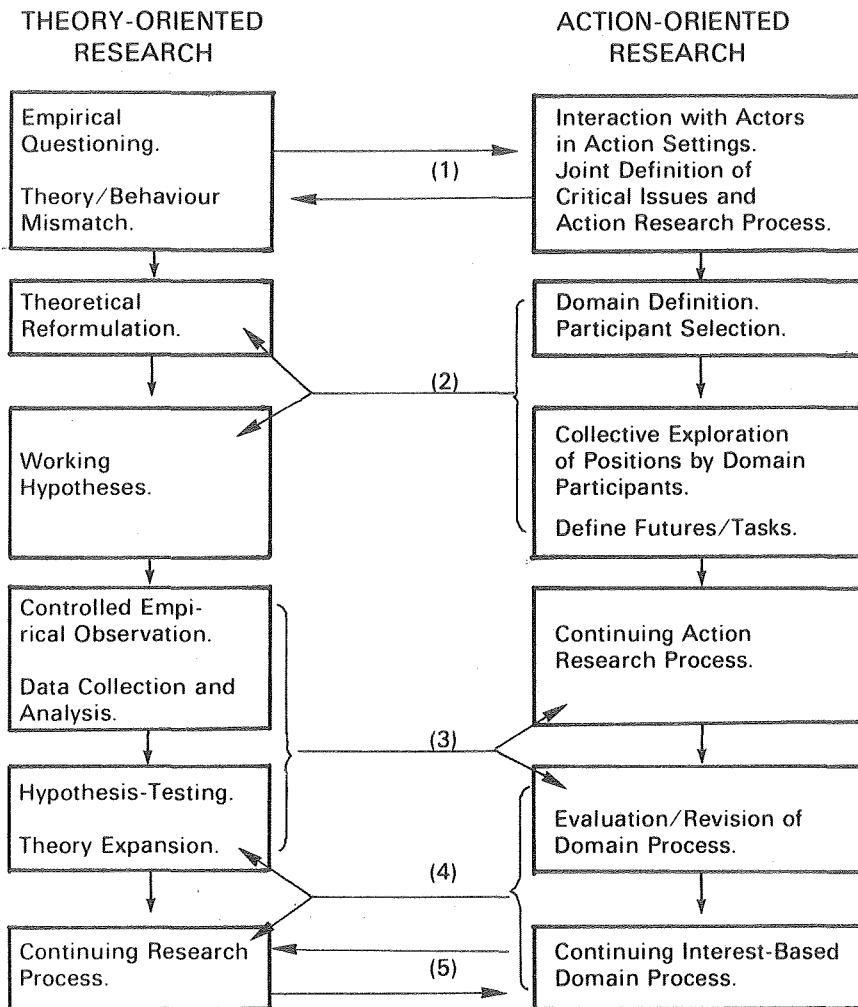 THEORY-ORIENTED
RESEARCH
ACTION-ORIENTED
RESEARCH
Empirical
Questioning.
Theory/Behaviour
Mismatch.
(1)
Interaction with Actors
in Action Settings.
Joint Definition of
Critical Issues and
Action Research Process.
Theoretical
Reformulation.
Domain Definition.
Participant Selection.
(2)
Working
Hypotheses.
Collective Exploration
of Positions by Domain
Participants.
Define Futures/Tasks.
Controlled Empi-
rical Observation.
Data Collection and
Analysis.
Continuing Action
Research Process.
(3)
Hypothesis-Testing.
Theory Expansion.
Evaluation/Revision of
Domain Process.
(4)
Continuing Research
Process.
(5)
Continuing Interest-Based
Domain Process.